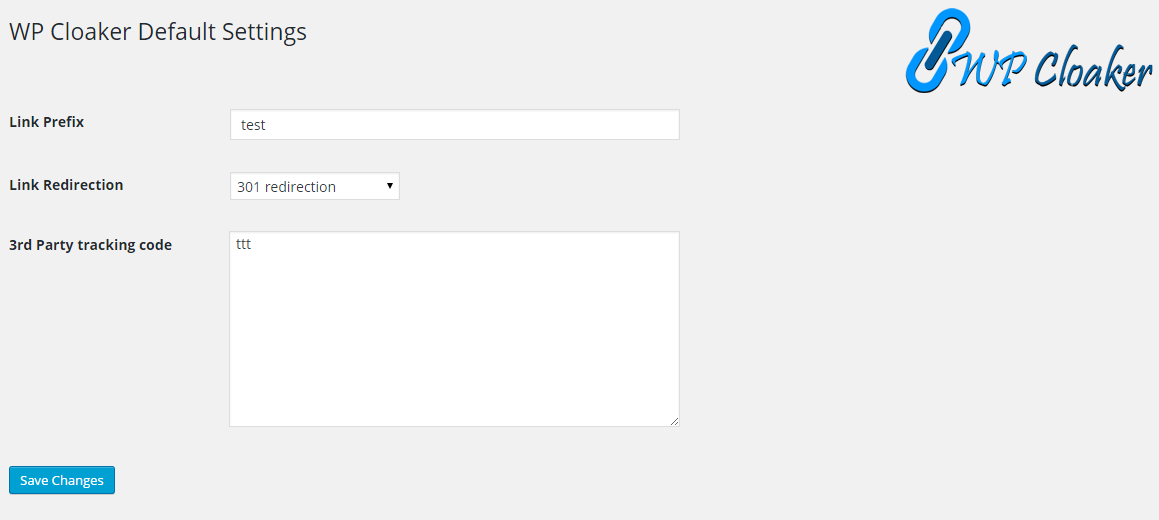 WP Cloaker Default Settings
WP Cloaker
Link Prefix
test
Link Redirection
301 redirection
3rd Party tracking code
ttt
Save Changes